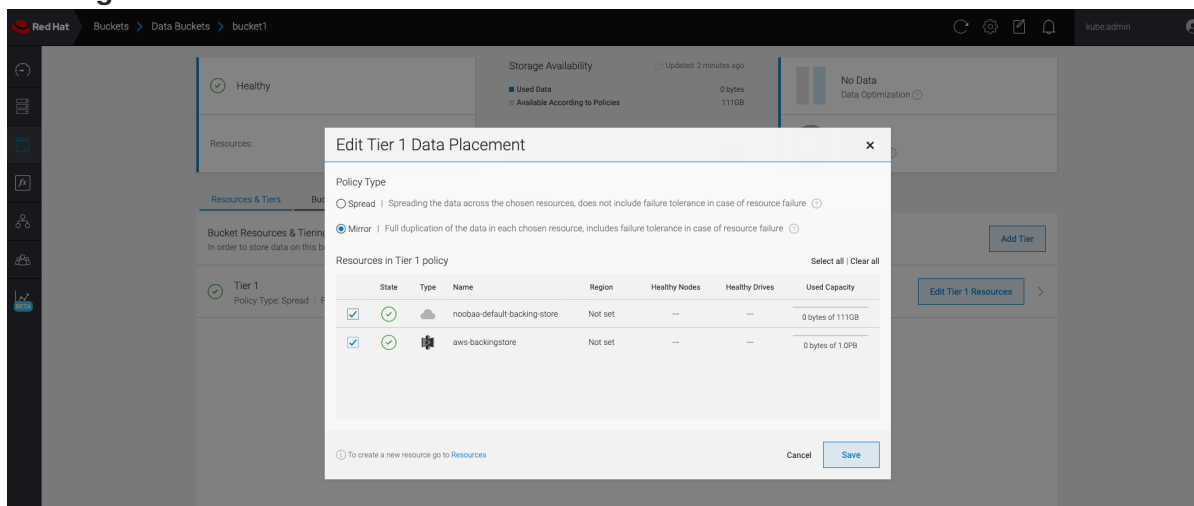 Red Hat Buckets > Data Buckets > bucket1 kube:admin
Healthy
Storage Availability Updated: 2 minutes ago
Used Data 0 bytes
Available According to Policies 111GB
No Data
Data Optimization
Resources:
Edit Tier 1 Data Placement
Policy Type
Spread | Spreading the data across the chosen resources, does not include failure tolerance in case of resource failure
Mirror | Full duplication of the data in each chosen resource, includes failure tolerance in case of resource failure
Resources in Tier 1 policy Select all | Clear all
State Type Name Region Healthy Nodes Healthy Drives Used Capacity
noobaa-default-backing-store Not set — — 0 bytes of 111GB
aws-backingstore Not set — — 0 bytes of 1.0PB
To create a new resource go to Resources
Cancel Save
Resources & Tiers Buc
Bucket Resources & Tiering
In order to store data on this b
Add Tier
Tier 1
Policy Type: Spread |
Edit Tier 1 Resources
fx
BETA